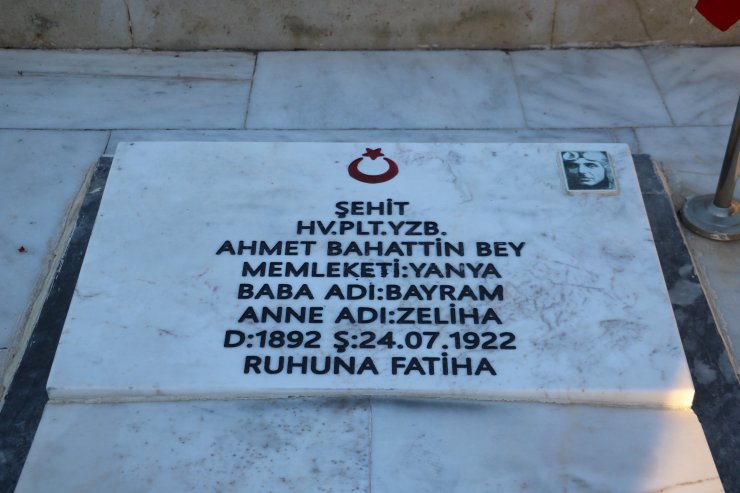 ŞEHİT
HV.PLT.YZB.
AHMET BAHATTİN BEY
MEMLEKETİ:YANYA
BABA ADI:BAYRAM
ANNE ADI:ZELİHA
D:1892 Ş:24.07.1922
RUHUNA FATİHA